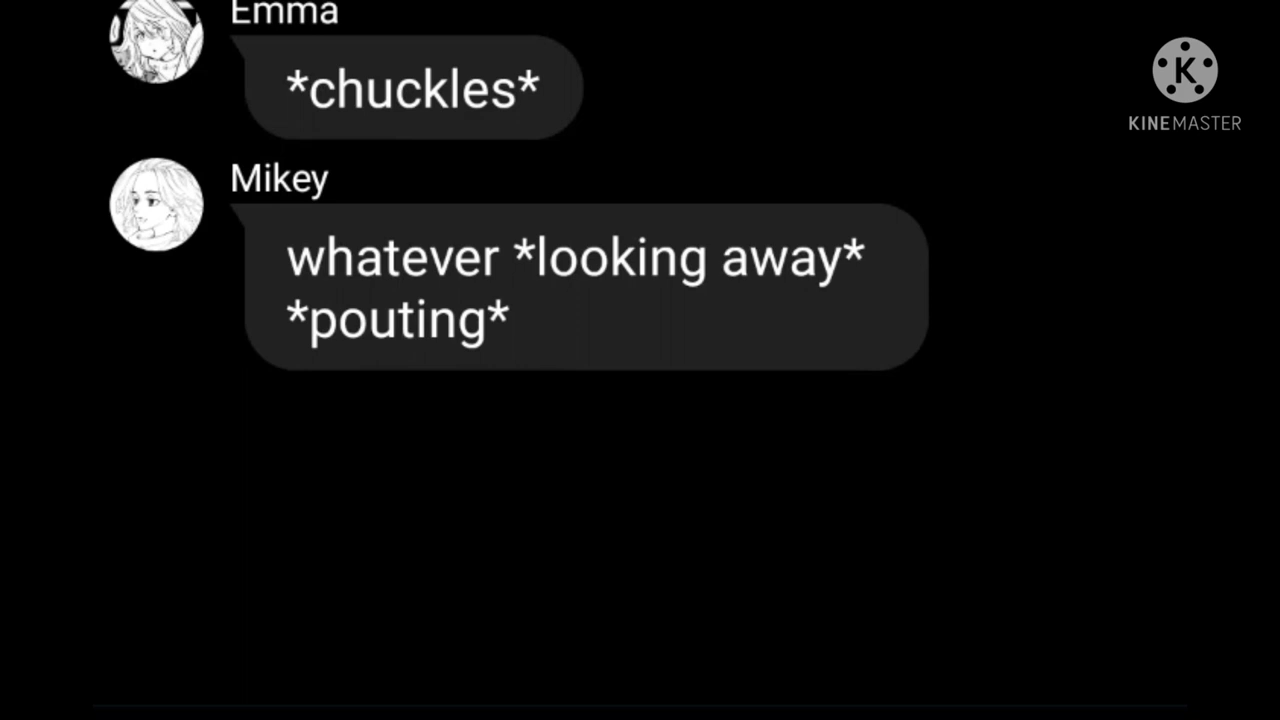 Emma
*chuckles*
KINEMASTER
Mikey
whatever *looking away*
*pouting*